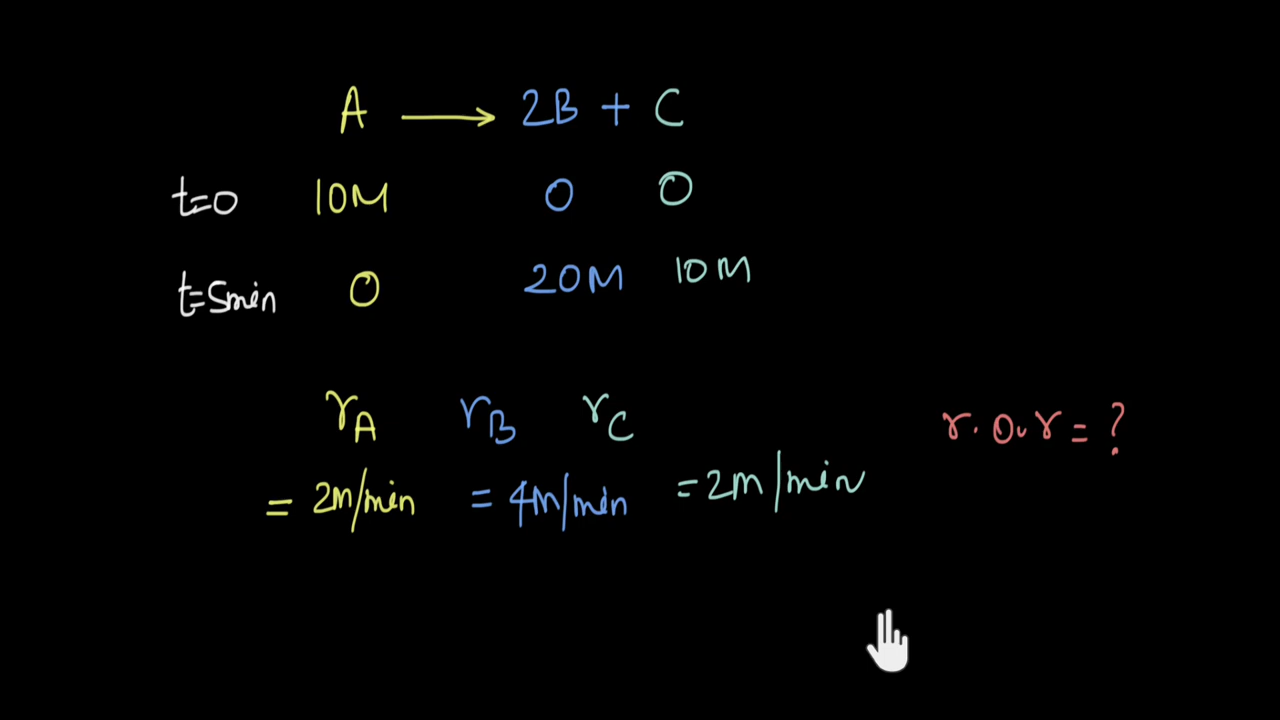 A → 2B + C
t=0 10M 0 0
t=5min 0 20M 10M
rA rB rC r.o.r = ?
= 2m/min = 4m/min = 2m/min